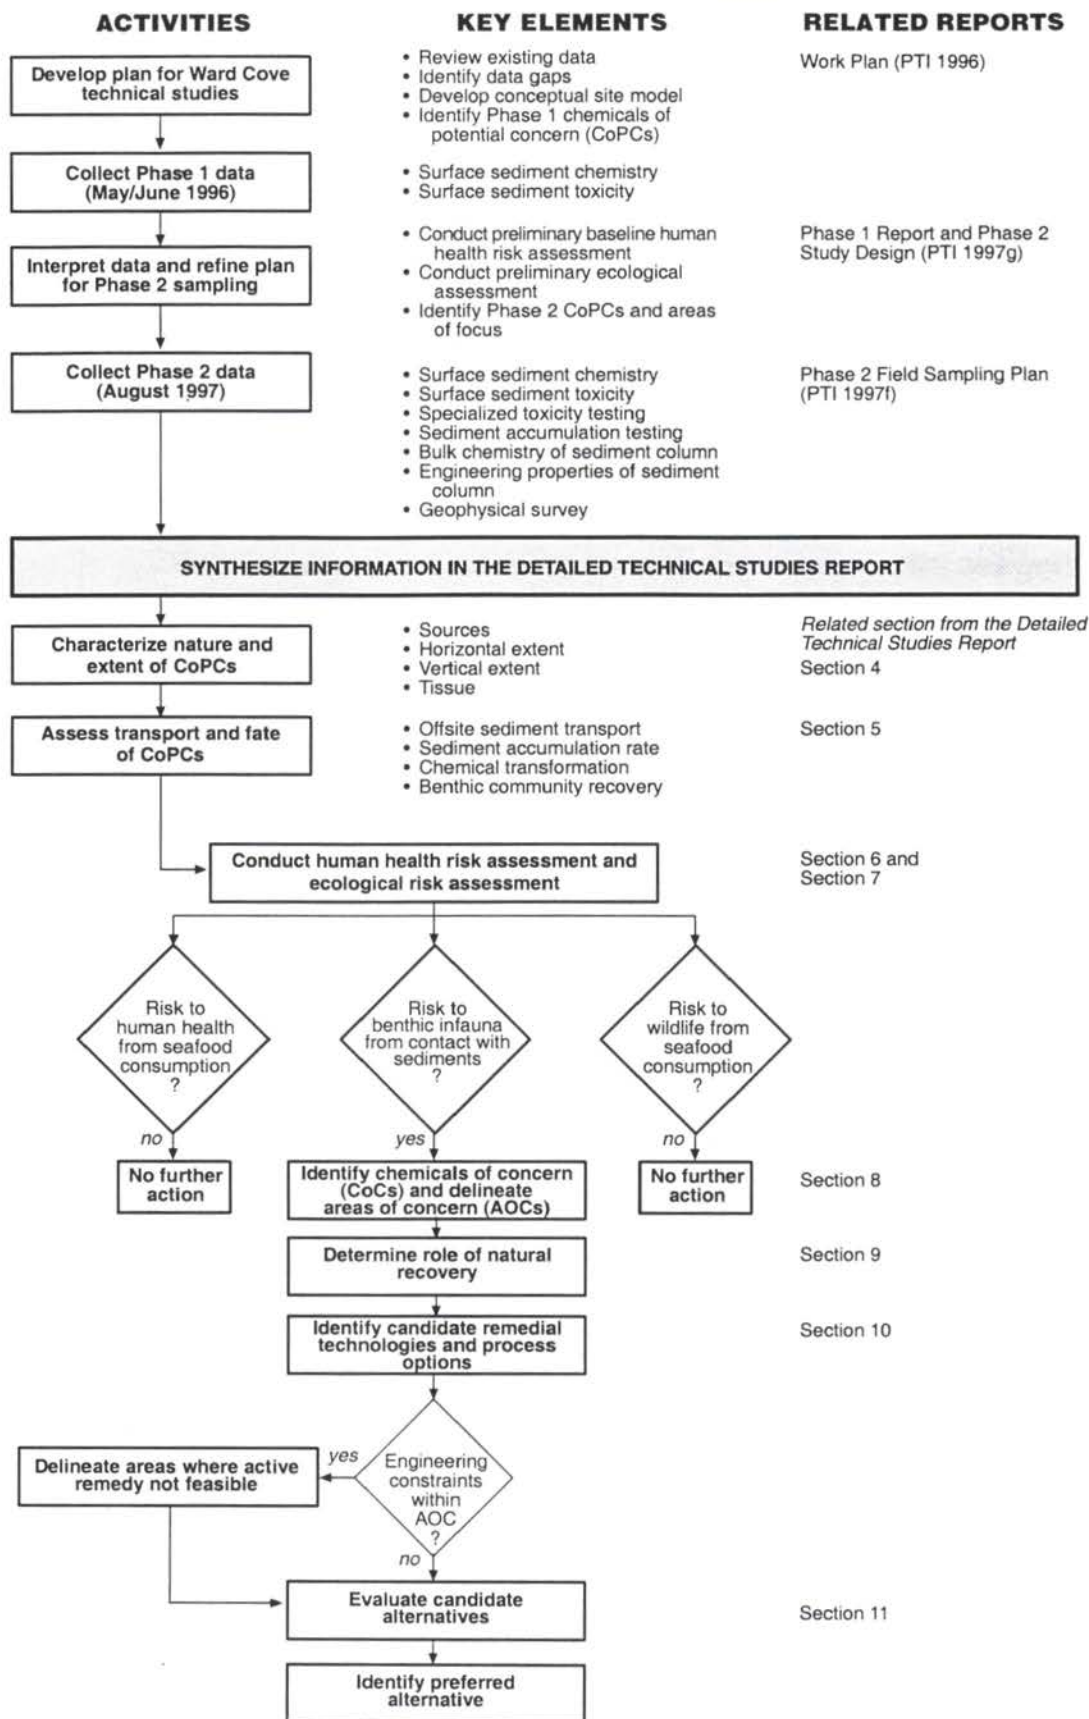 ACTIVITIES
KEY ELEMENTS
RELATED REPORTS
Develop plan for Ward Cove
technical studies
• Review existing data
• Identify data gaps
• Develop conceptual site model
• Identify Phase 1 chemicals of
potential concern (CoPCs)
Work Plan (PTI 1996)
Collect Phase 1 data
(May/June 1996)
• Surface sediment chemistry
• Surface sediment toxicity
Interpret data and refine plan
for Phase 2 sampling
• Conduct preliminary baseline human
health risk assessment
• Conduct preliminary ecological
assessment
• Identify Phase 2 CoPCs and areas
of focus
Phase 1 Report and Phase 2
Study Design (PTI 1997g)
Collect Phase 2 data
(August 1997)
• Surface sediment chemistry
• Surface sediment toxicity
• Specialized toxicity testing
• Sediment accumulation testing
• Bulk chemistry of sediment column
• Engineering properties of sediment
column
• Geophysical survey
Phase 2 Field Sampling Plan
(PTI 1997f)
SYNTHESIZE INFORMATION IN THE DETAILED TECHNICAL STUDIES REPORT
Characterize nature and
extent of CoPCs
• Sources
• Horizontal extent
• Vertical extent
• Tissue
Related section from the Detailed
Technical Studies Report
Section 4
Assess transport and fate
of CoPCs
• Offsite sediment transport
• Sediment accumulation rate
• Chemical transformation
• Benthic community recovery
Section 5
Conduct human health risk assessment and
ecological risk assessment
Section 6 and
Section 7
Risk to
human health
from seafood
consumption
?
Risk to
benthic infauna
from contact with
sediments
?
Risk to
wildlife from
seafood
consumption
?
no
yes
no
No further
action
Identify chemicals of concern
(CoCs) and delineate
areas of concern (AOCs)
No further
action
Section 8
Determine role of natural
recovery
Section 9
Identify candidate remedial
technologies and process
options
Section 10
Delineate areas where active
remedy not feasible
yes
Engineering
constraints
within
AOC
?
no
Evaluate candidate
alternatives
Section 11
Identify preferred
alternative